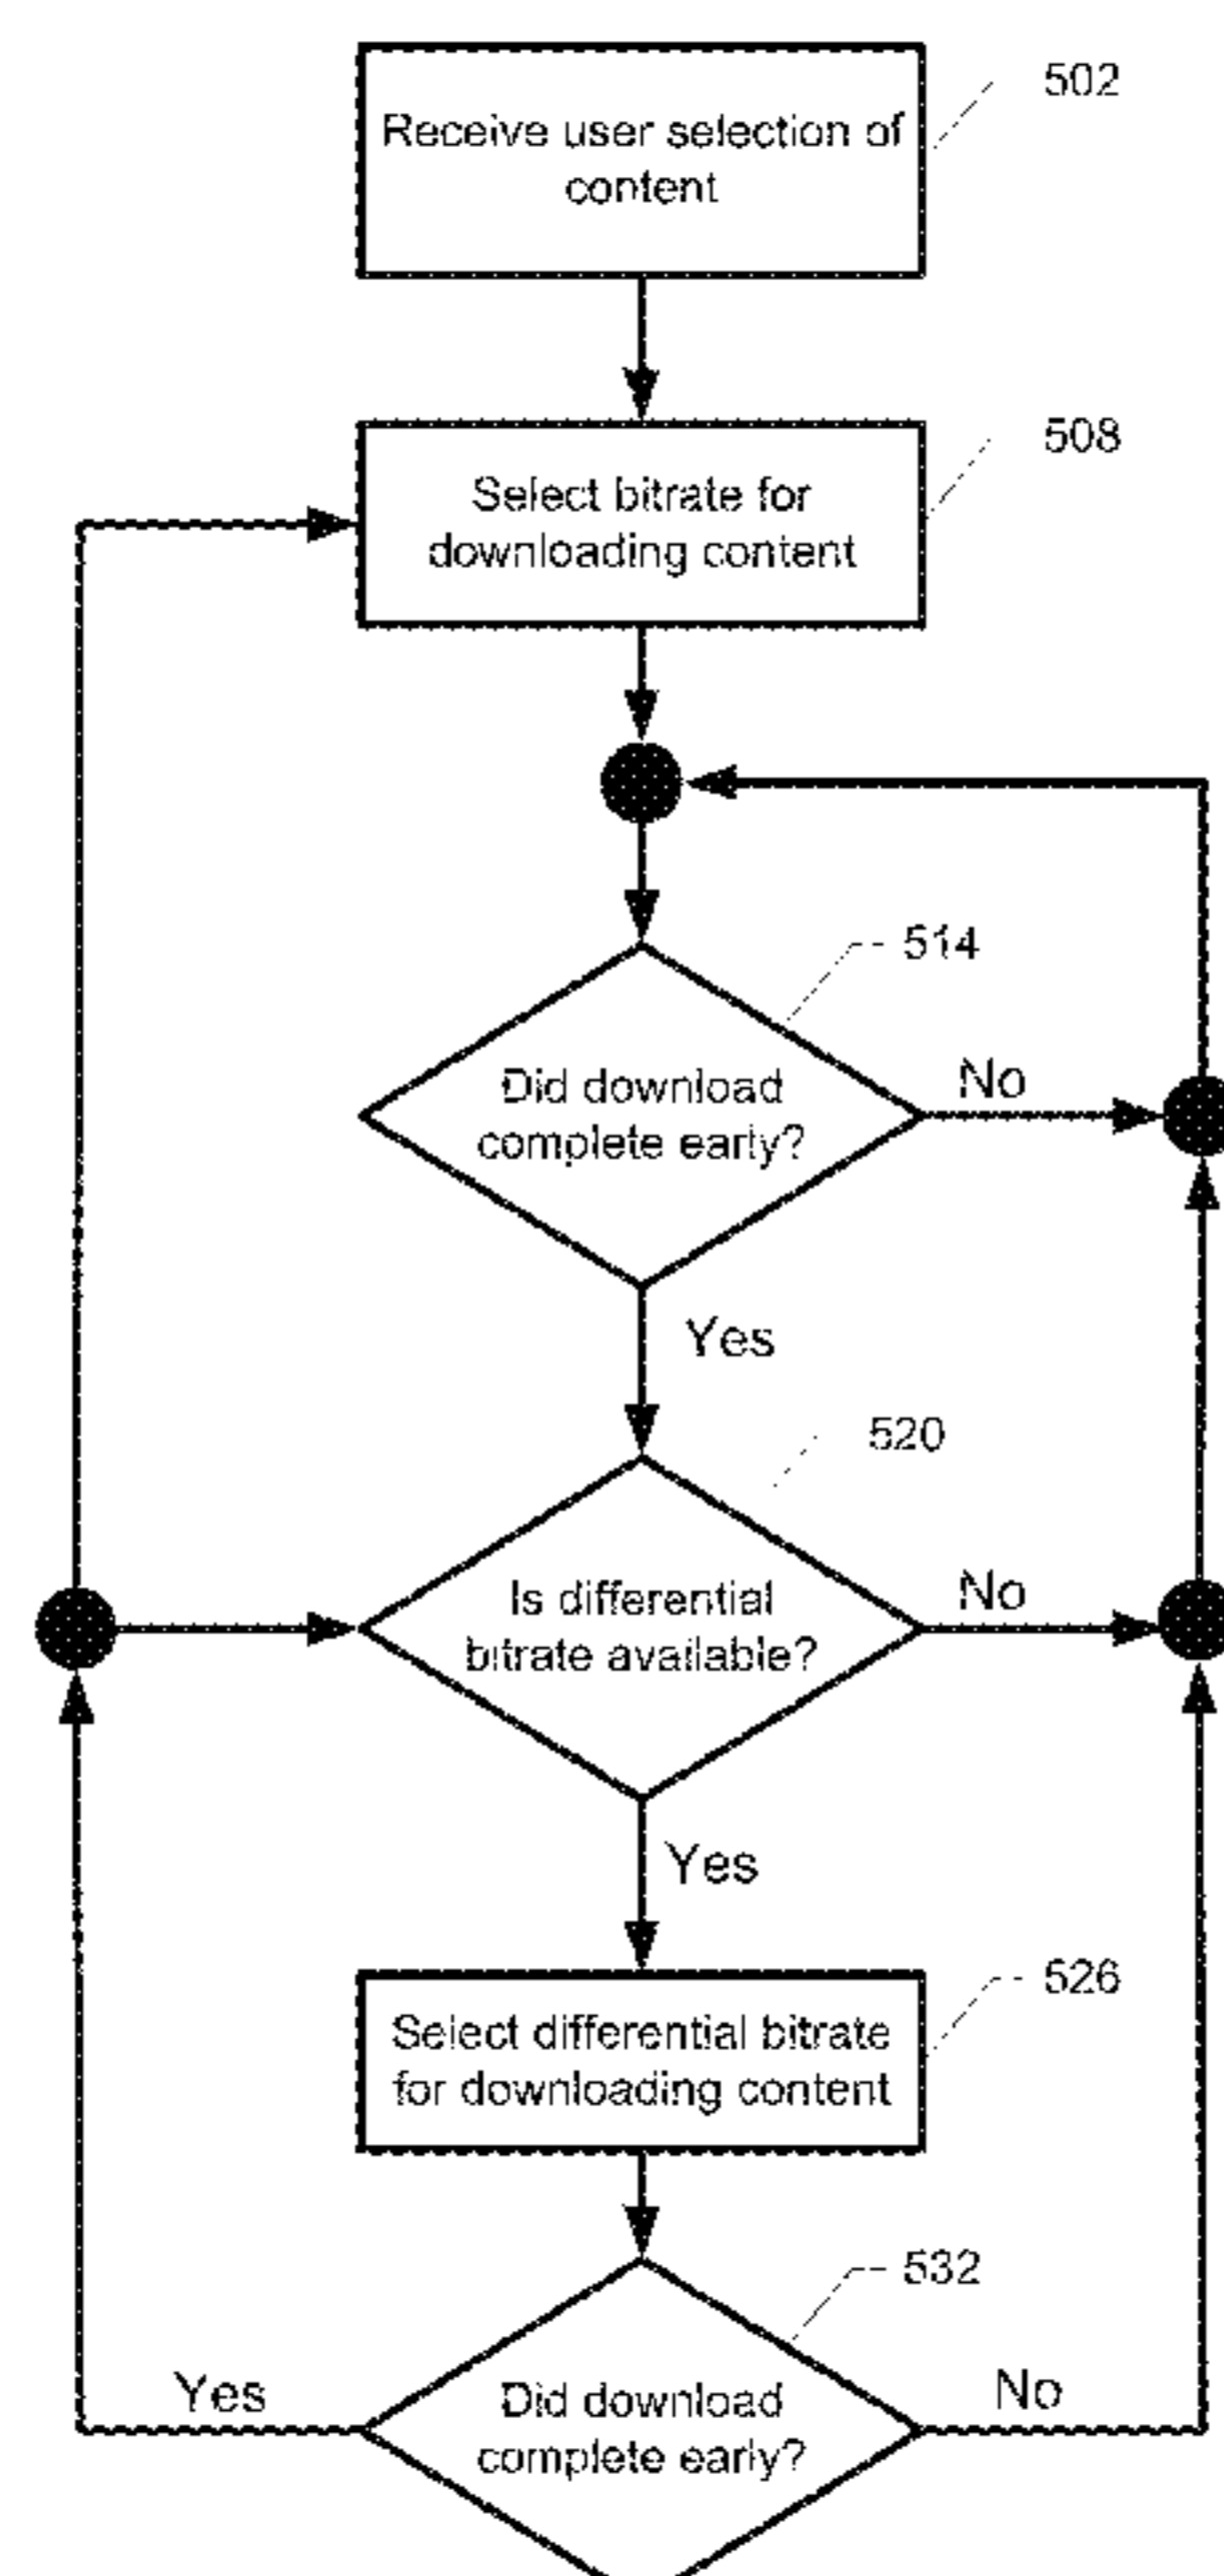 502
Receive user selection of
content
508
Select bitrate for
downloading content
514
Did download
complete early?
No
Yes
520
Is differential
bitrate available?
No
Yes
526
Select differential bitrate
for downloading content
532
Yes
Did download
complete early?
No